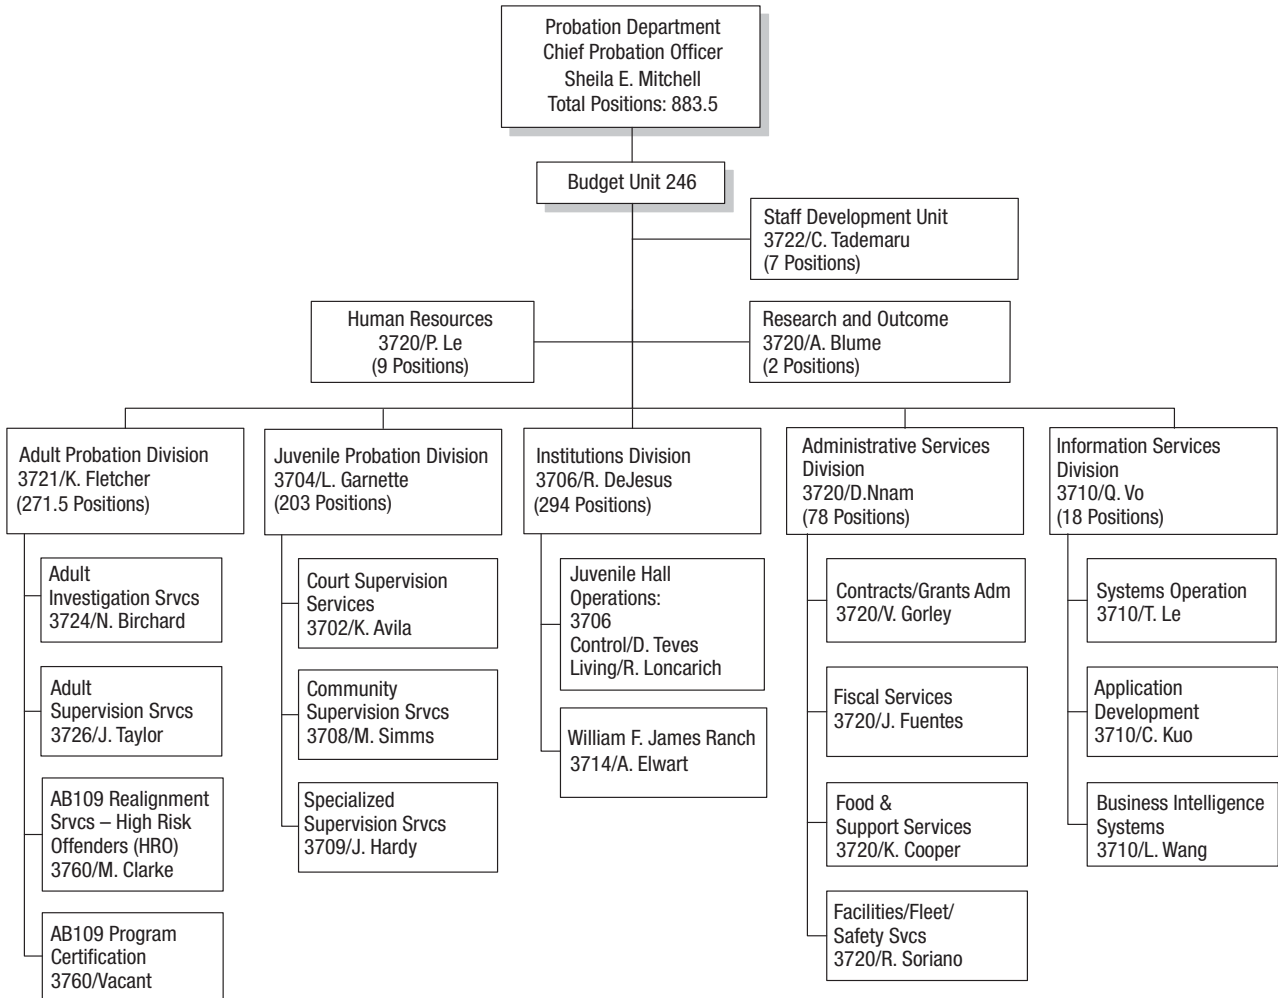 Probation Department
Chief Probation Officer
Sheila E. Mitchell
Total Positions: 883.5
Budget Unit 246
Staff Development Unit
3722/C. Tademaru
(7 Positions)
Human Resources
3720/P. Le
(9 Positions)
Research and Outcome
3720/A. Blume
(2 Positions)
Adult Probation Division
3721/K. Fletcher
(271.5 Positions)
Juvenile Probation Division
3704/L. Garnette
(203 Positions)
Institutions Division
3706/R. DeJesus
(294 Positions)
Administrative Services
Division
3720/D.Nnam
(78 Positions)
Information Services
Division
3710/Q. Vo
(18 Positions)
Adult
Investigation Srvcs
3724/N. Birchard
Adult
Supervision Srvcs
3726/J. Taylor
AB109 Realignment
Srvcs – High Risk
Offenders (HRO)
3760/M. Clarke
AB109 Program
Certification
3760/Vacant
Court Supervision
Services
3702/K. Avila
Community
Supervision Srvcs
3708/M. Simms
Specialized
Supervision Srvcs
3709/J. Hardy
Juvenile Hall
Operations:
3706
Control/D. Teves
Living/R. Loncarich
William F. James Ranch
3714/A. Elwart
Contracts/Grants Adm
3720/V. Gorley
Fiscal Services
3720/J. Fuentes
Food &
Support Services
3720/K. Cooper
Facilities/Fleet/
Safety Svcs
3720/R. Soriano
Systems Operation
3710/T. Le
Application
Development
3710/C. Kuo
Business Intelligence
Systems
3710/L. Wang